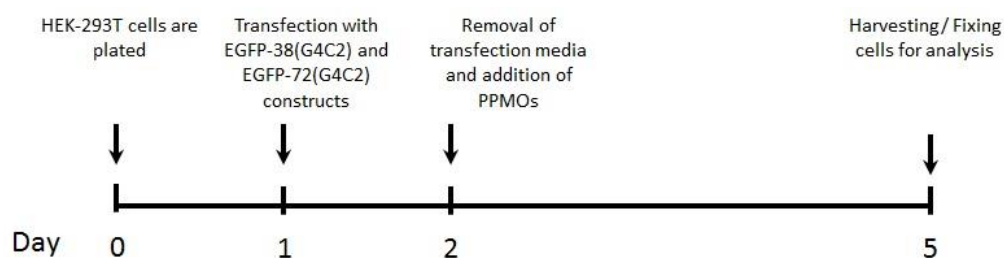 HEK-293T cells are
plated
Transfection with
EGFP-38(G4C2) and
EGFP-72(G4C2)
constructs
Removal of
transfection media
and addition of
PPMOs
Harvesting/ Fixing
cells for analysis
Day 0 1 2 5